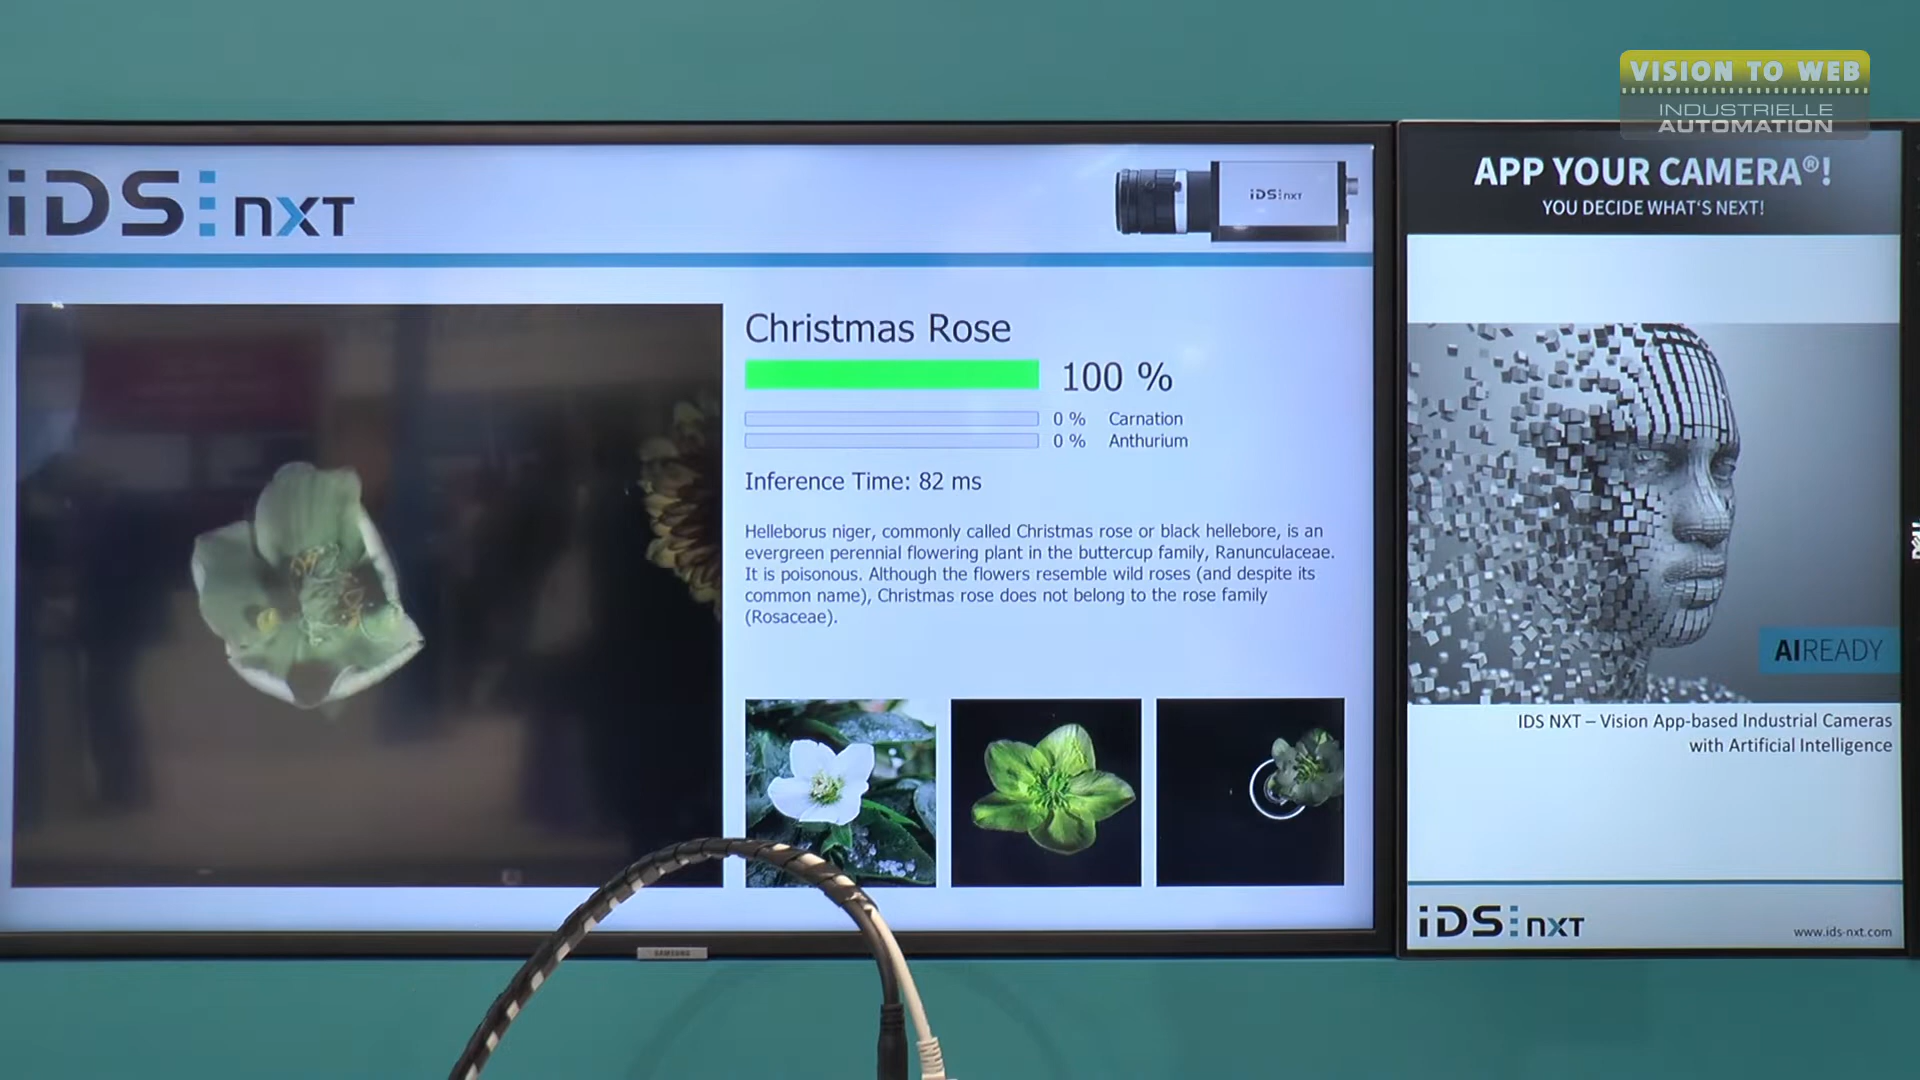 VISION TO WEB
INDUSTRIELLE
AUTOMATION
iDS nxt
iDS nxt
Christmas Rose
100 %
0 % Carnation
0 % Anthurium
Inference Time: 82 ms
Helleborus niger, commonly called Christmas rose or black hellebore, is an
evergreen perennial flowering plant in the buttercup family, Ranunculaceae.
It is poisonous. Although the flowers resemble wild roses (and despite its
common name), Christmas rose does not belong to the rose family
(Rosaceae).
SAMSUNG
APP YOUR CAMERA®!
YOU DECIDE WHAT'S NEXT!
AIREADY
IDS NXT – Vision App-based Industrial Cameras
with Artificial Intelligence
iDS nxt
www.ids-nxt.com
DELL